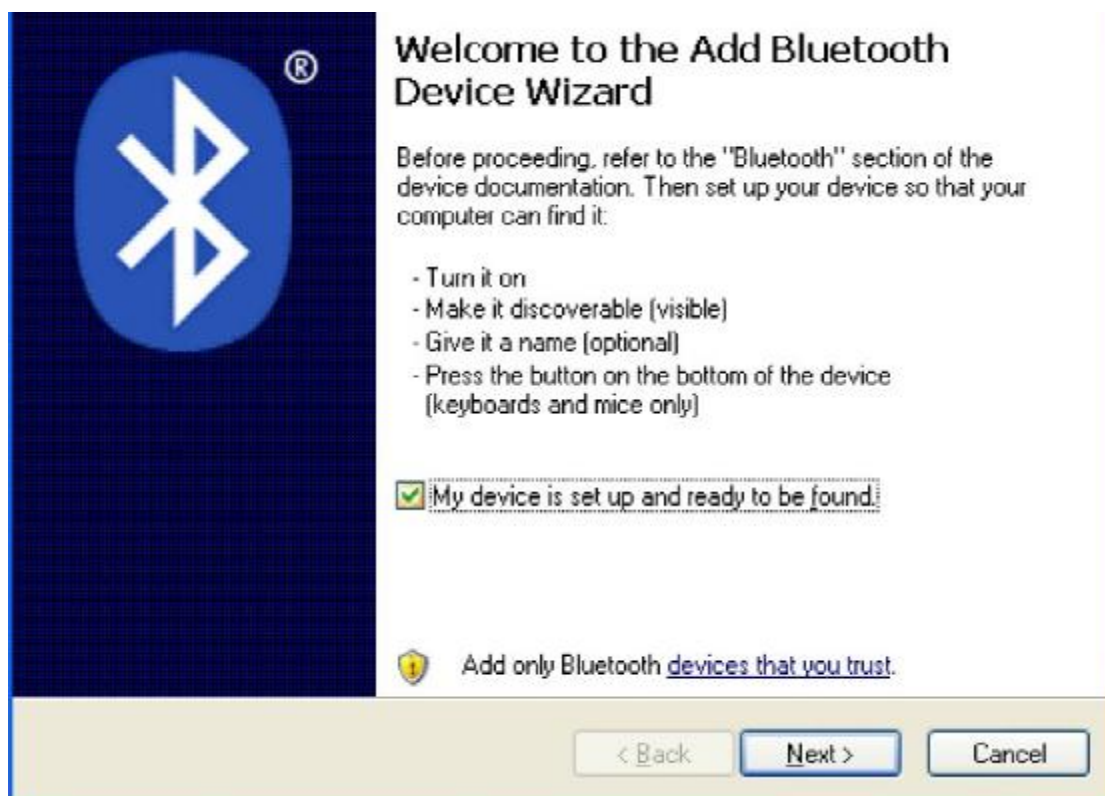 ®
Welcome to the Add Bluetooth
Device Wizard
Before proceeding, refer to the "Bluetooth" section of the
device documentation. Then set up your device so that your
computer can find it:
- Turn it on
- Make it discoverable (visible)
- Give it a name (optional)
- Press the button on the bottom of the device
(keyboards and mice only)
My device is set up and ready to be found.
Add only Bluetooth devices that you trust.
< Back Next > Cancel